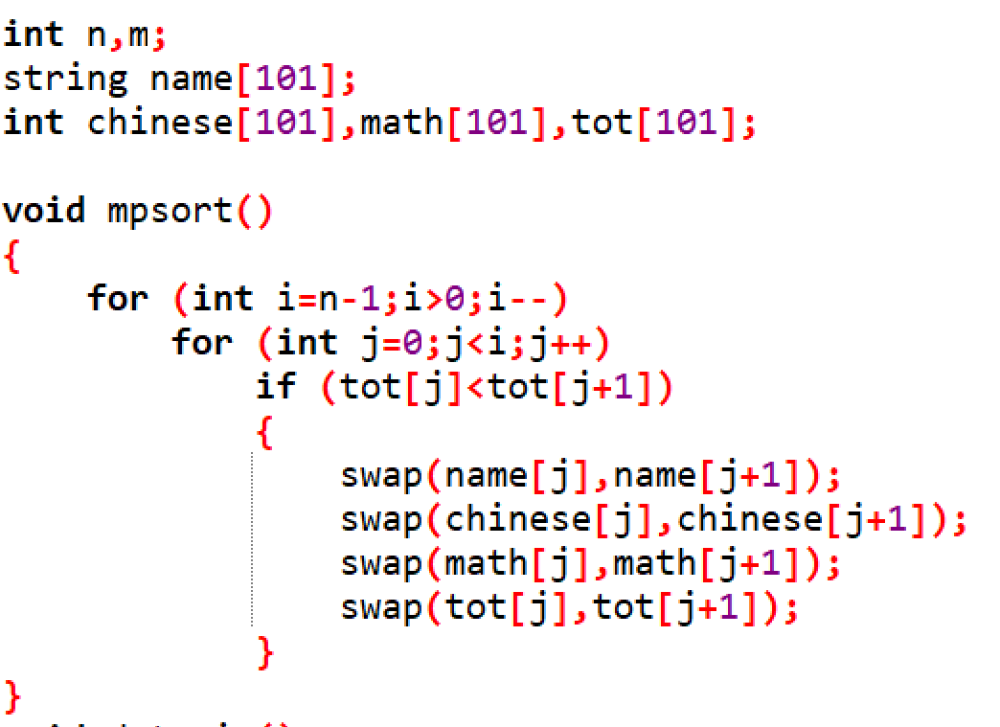 int n,m;
string name[101];
int chinese[101],math[101],tot[101];
void mpsort()
{
for (int i=n-1;i>0;i--)
for (int j=0;j<i;j++)
if (tot[j]<tot[j+1])
{
swap(name[j],name[j+1]);
swap(chinese[j],chinese[j+1]);
swap(math[j],math[j+1]);
swap(tot[j],tot[j+1]);
}
}